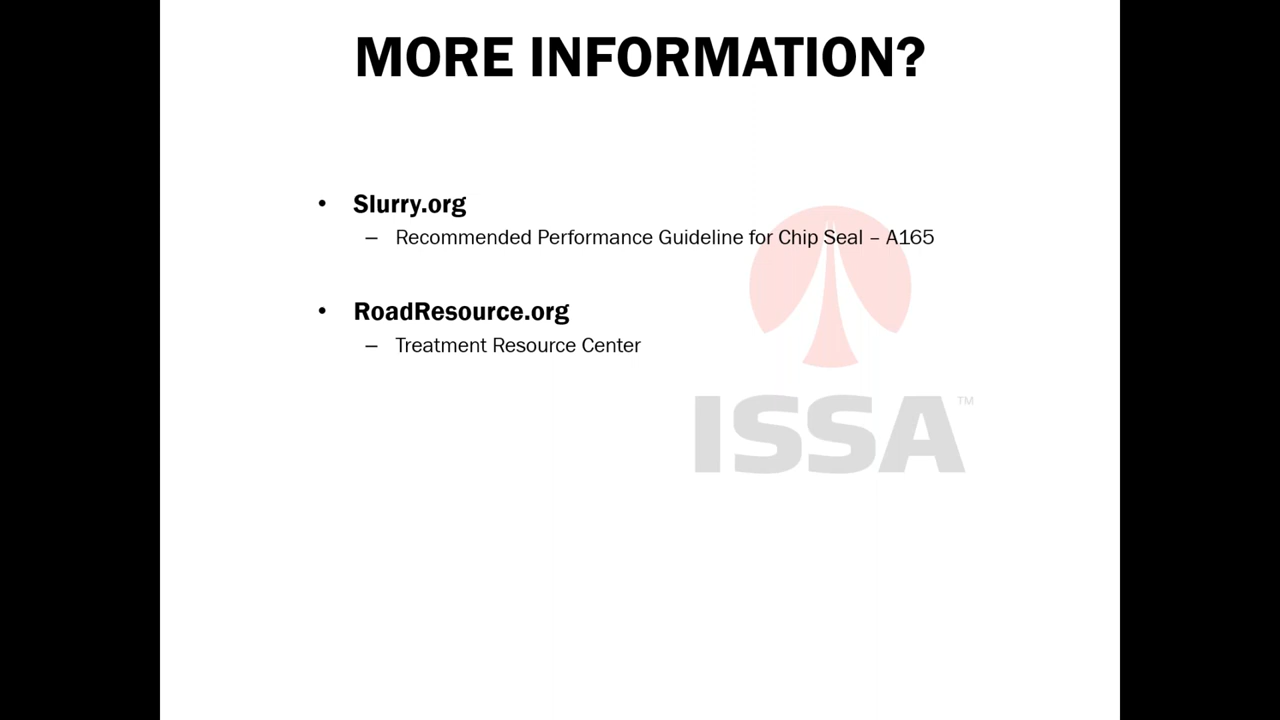 MORE INFORMATION?
• Slurry.org
– Recommended Performance Guideline for Chip Seal – A165
• RoadResource.org
– Treatment Resource Center
ISSA™